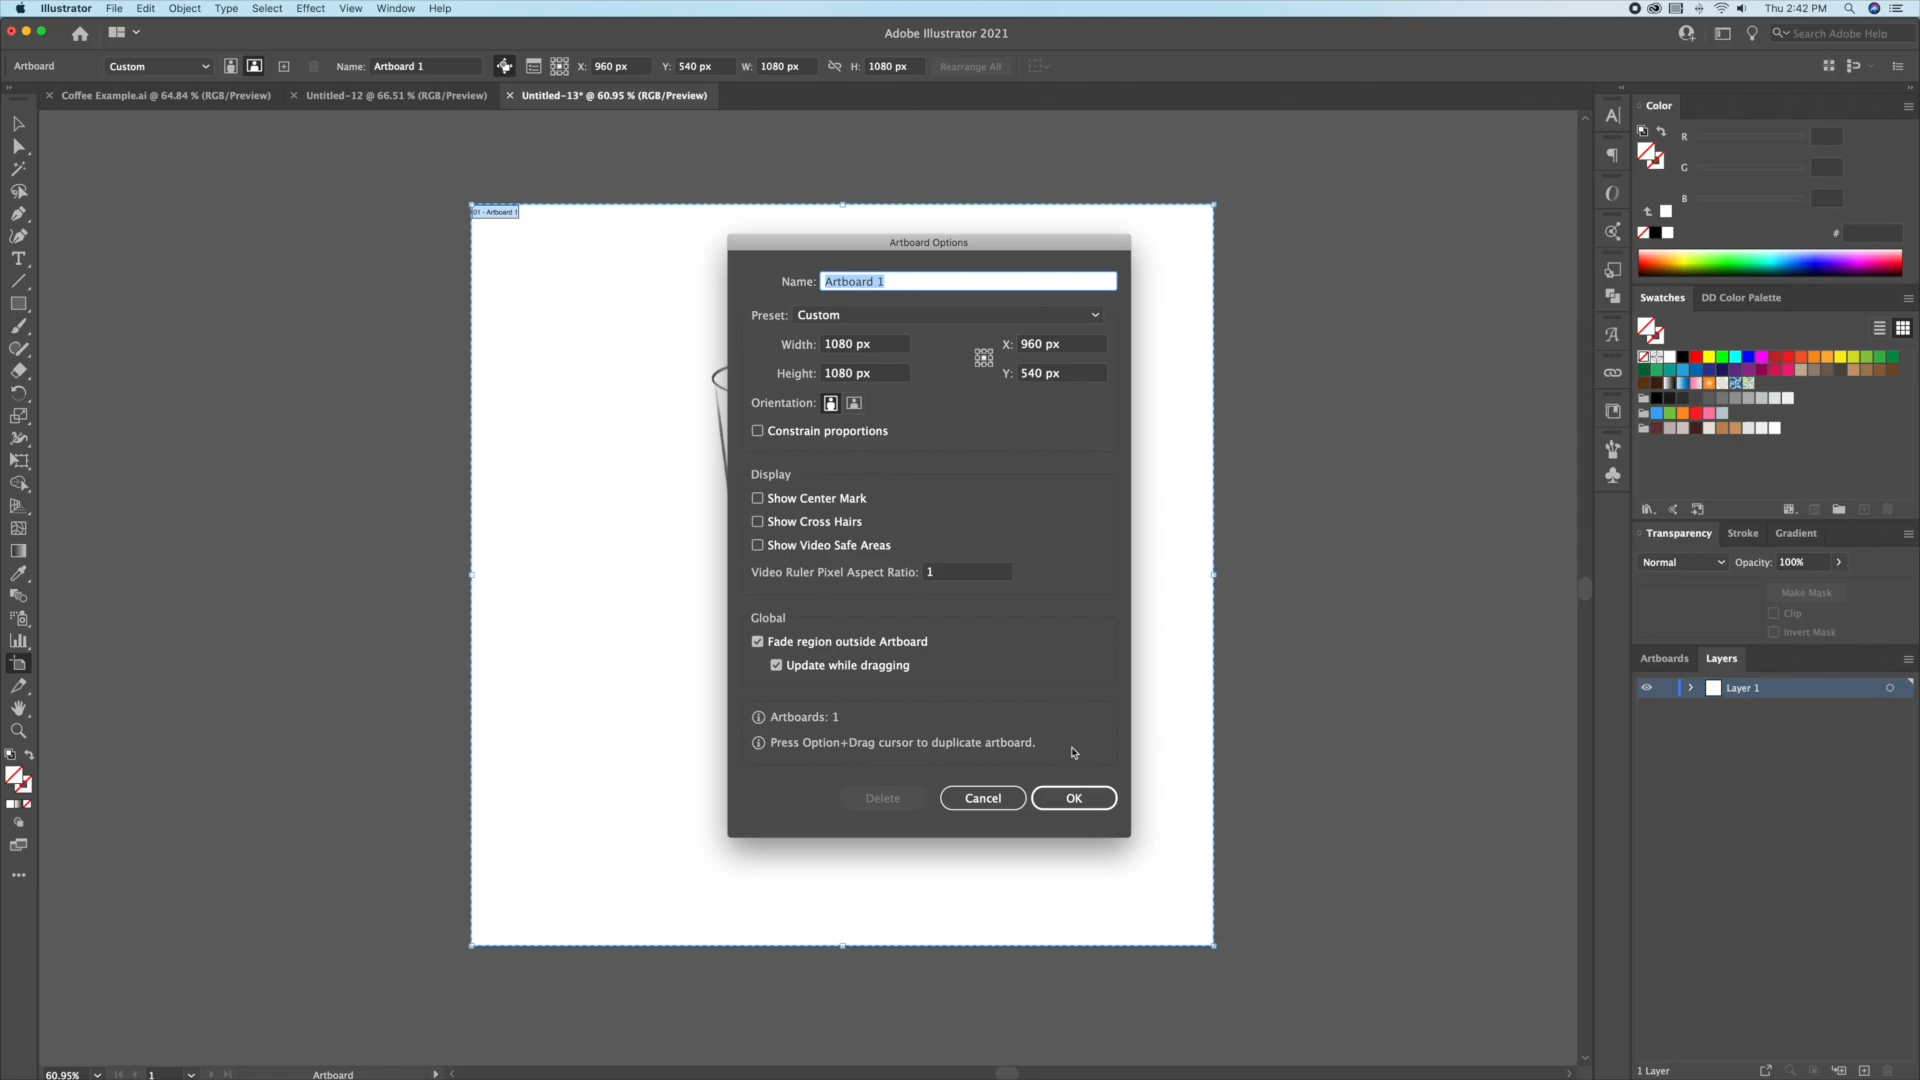 Illustrator File Edit Object Type Select Effect View Window Help Thu 2:42 PM
Adobe Illustrator 2021 Search Adobe Help
Artboard Custom Name: Artboard 1 X: 960 px Y: 540 px W: 1080 px H: 1080 px Rearrange All
Coffee Example.ai @ 64.84 % (RGB/Preview) Untitled-12 @ 66.51 % (RGB/Preview) Untitled-13* @ 60.95 % (RGB/Preview)
01 - Artboard 1
Artboard Options
Name: Artboard 1
Preset: Custom
Width: 1080 px X: 960 px
Height: 1080 px Y: 540 px
Orientation:
Constrain proportions
Display
Show Center Mark
Show Cross Hairs
Show Video Safe Areas
Video Ruler Pixel Aspect Ratio: 1
Global
Fade region outside Artboard
Update while dragging
Artboards: 1
Press Option+Drag cursor to duplicate artboard.
Delete Cancel OK
Color
R
G
B
#
Swatches DD Color Palette
Transparency Stroke Gradient
Normal Opacity: 100%
Make Mask
Clip
Invert Mask
Artboards Layers
Layer 1
1 Layer
60.95% 1 Artboard